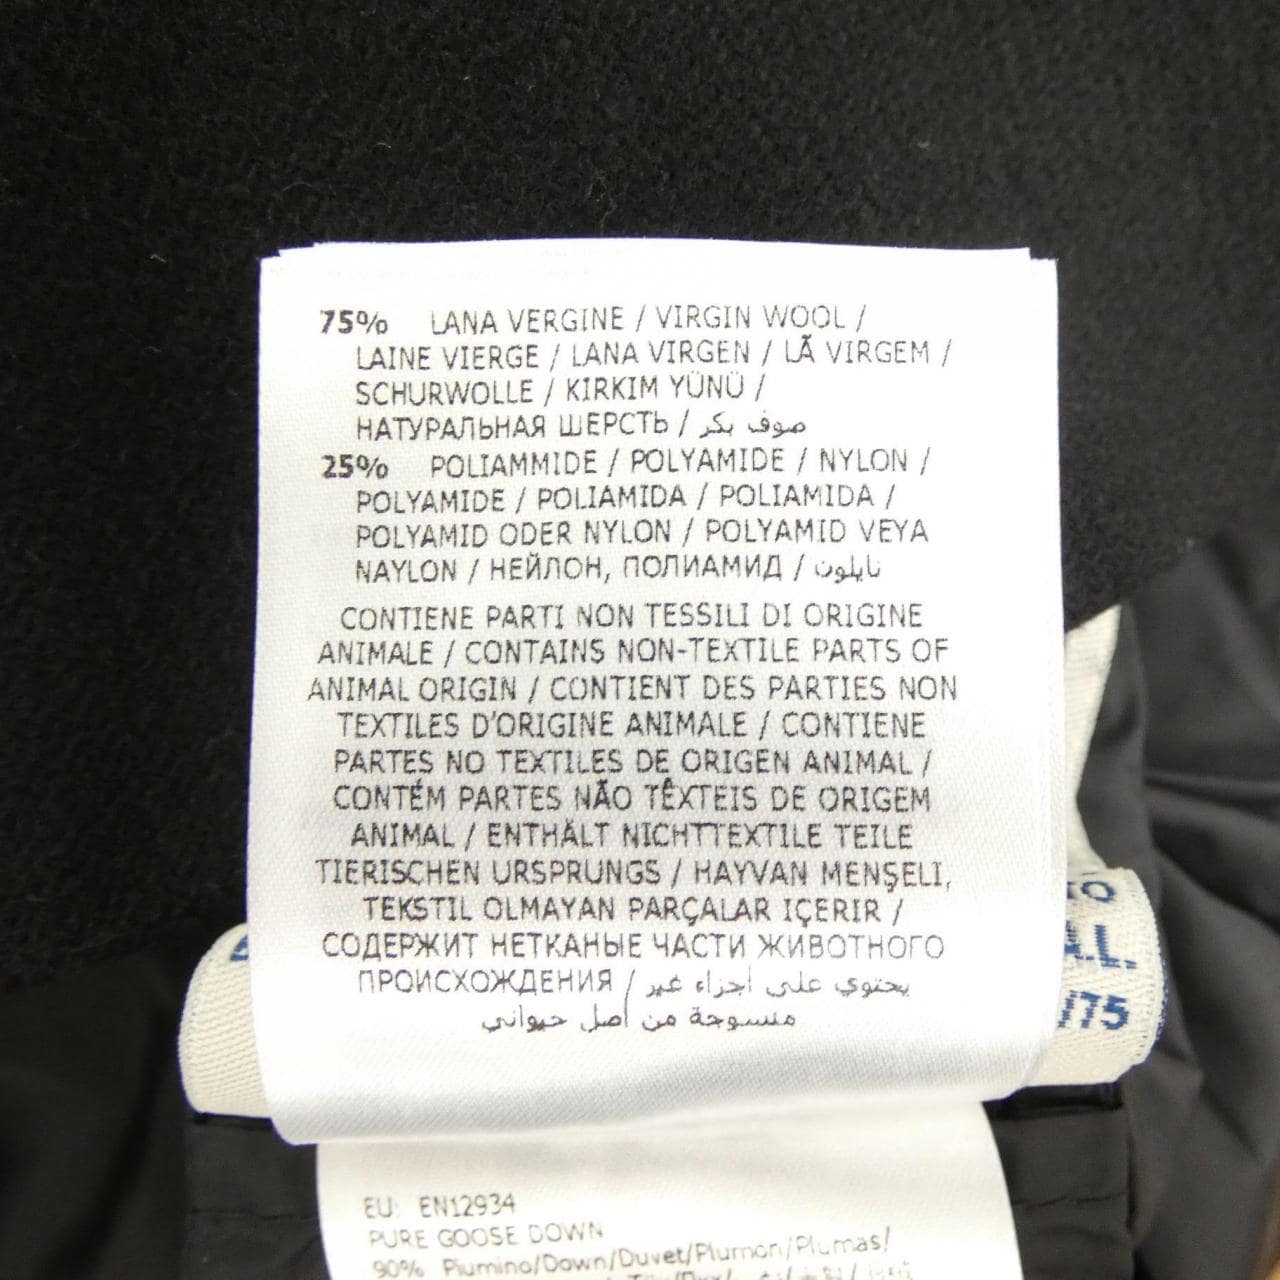 75% LANA VERGINE / VIRGIN WOOL /
LAINE VIERGE / LANA VIRGEN / LÃ VIRGEM /
SCHURWOLLE / KIRKIM YÜNÜ /
НАТУРАЛЬНАЯ ШЕРСТЬ / صوف بكر
25% POLIAMMIDE / POLYAMIDE / NYLON /
POLYAMIDE / POLIAMIDA / POLIAMIDA /
POLYAMID ODER NYLON / POLYAMID VEYA
NAYLON / НЕЙЛОН, ПОЛИАМИД / نايلون
CONTIENE PARTI NON TESSILI DI ORIGINE
ANIMALE / CONTAINS NON-TEXTILE PARTS OF
ANIMAL ORIGIN / CONTIENT DES PARTIES NON
TEXTILES D'ORIGINE ANIMALE / CONTIENE
PARTES NO TEXTILES DE ORIGEN ANIMAL /
CONTÉM PARTES NÃO TÊXTEIS DE ORIGEM
ANIMAL / ENTHÄLT NICHTTEXTILE TEILE
TIERISCHEN URSPRUNGS / HAYVAN MENŞELI,
TEKSTIL OLMAYAN PARÇALAR IÇERIR /
СОДЕРЖИТ НЕТКАНЫЕ ЧАСТИ ЖИВОТНОГО
ПРОИСХОЖДЕНИЯ / يحتوي على أجزاء غير
منسوجة من أصل حيواني
TO
A.L.
/75
EU: EN12934
PURE GOOSE DOWN
90% Piumino/Down/Duvet/Plumon/Plumas/